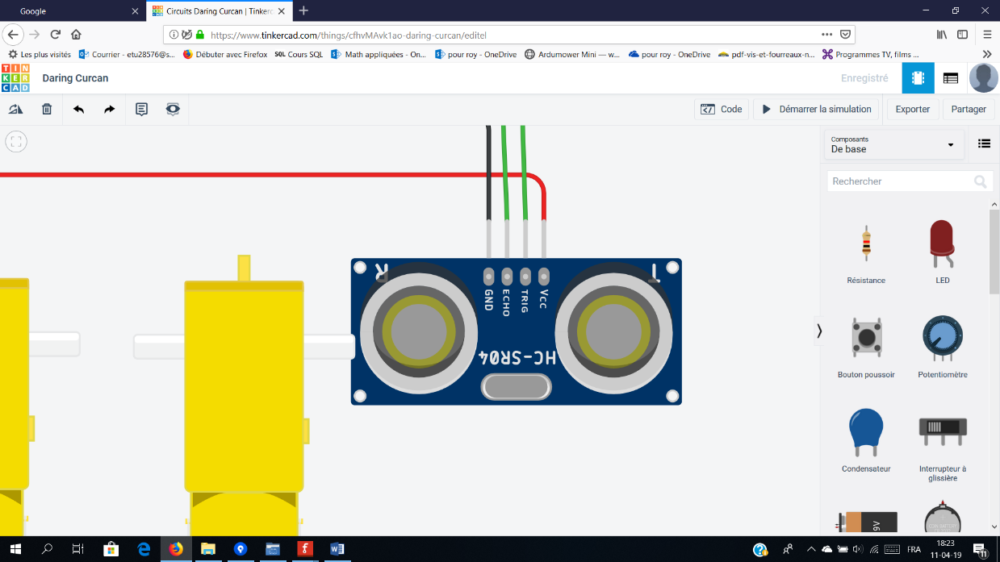 Google
Circuits Daring Curcan | Tinkerc
https://www.tinkercad.com/things/cfhvMAvk1ao-daring-curcan/editel
Les plus visités
Courrier - etu28576@s...
Débuter avec Firefox
SQL Cours SQL
Math appliquées - On...
pour roy - OneDrive
Ardumower Mini — w...
pour roy - OneDrive
pdf-vis-et-fourreaux-n...
Programmes TV, films ...
TIN
KER
CAD
Daring Curcan
Enregistré
Code
Démarrer la simulation
Exporter
Partager
Composants
De base
Rechercher
Résistance
LED
Bouton poussoir
Potentiomètre
Condensateur
Interrupteur à
glissière
9V
R
T
GND
ECHO
TRIG
Vcc
HC-SR04
FRA
18:23
11-04-19
11